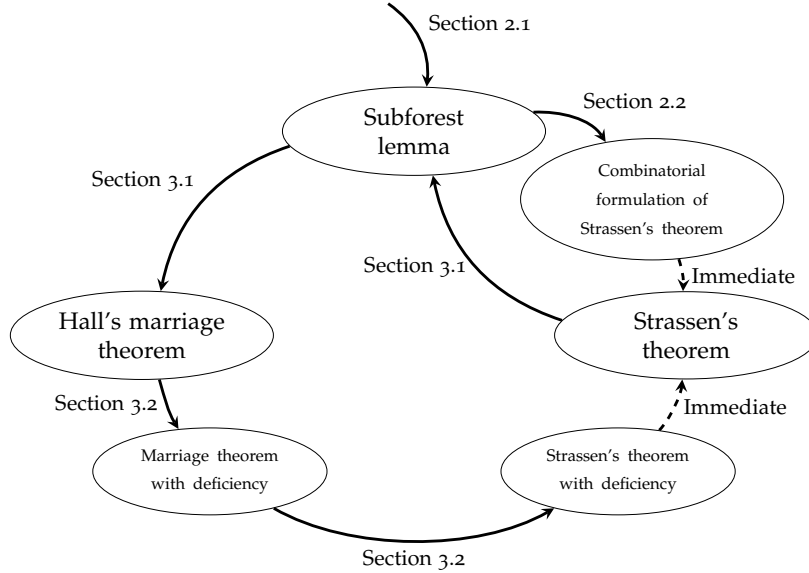 Section 2.1
Subforest
lemma
Section 2.2
Combinatorial
formulation of
Strassen's theorem
Section 3.1
Section 3.1
Immediate
Hall's marriage
theorem
Strassen's
theorem
Section 3.2
Immediate
Marriage theorem
with deficiency
Strassen's theorem
with deficiency
Section 3.2